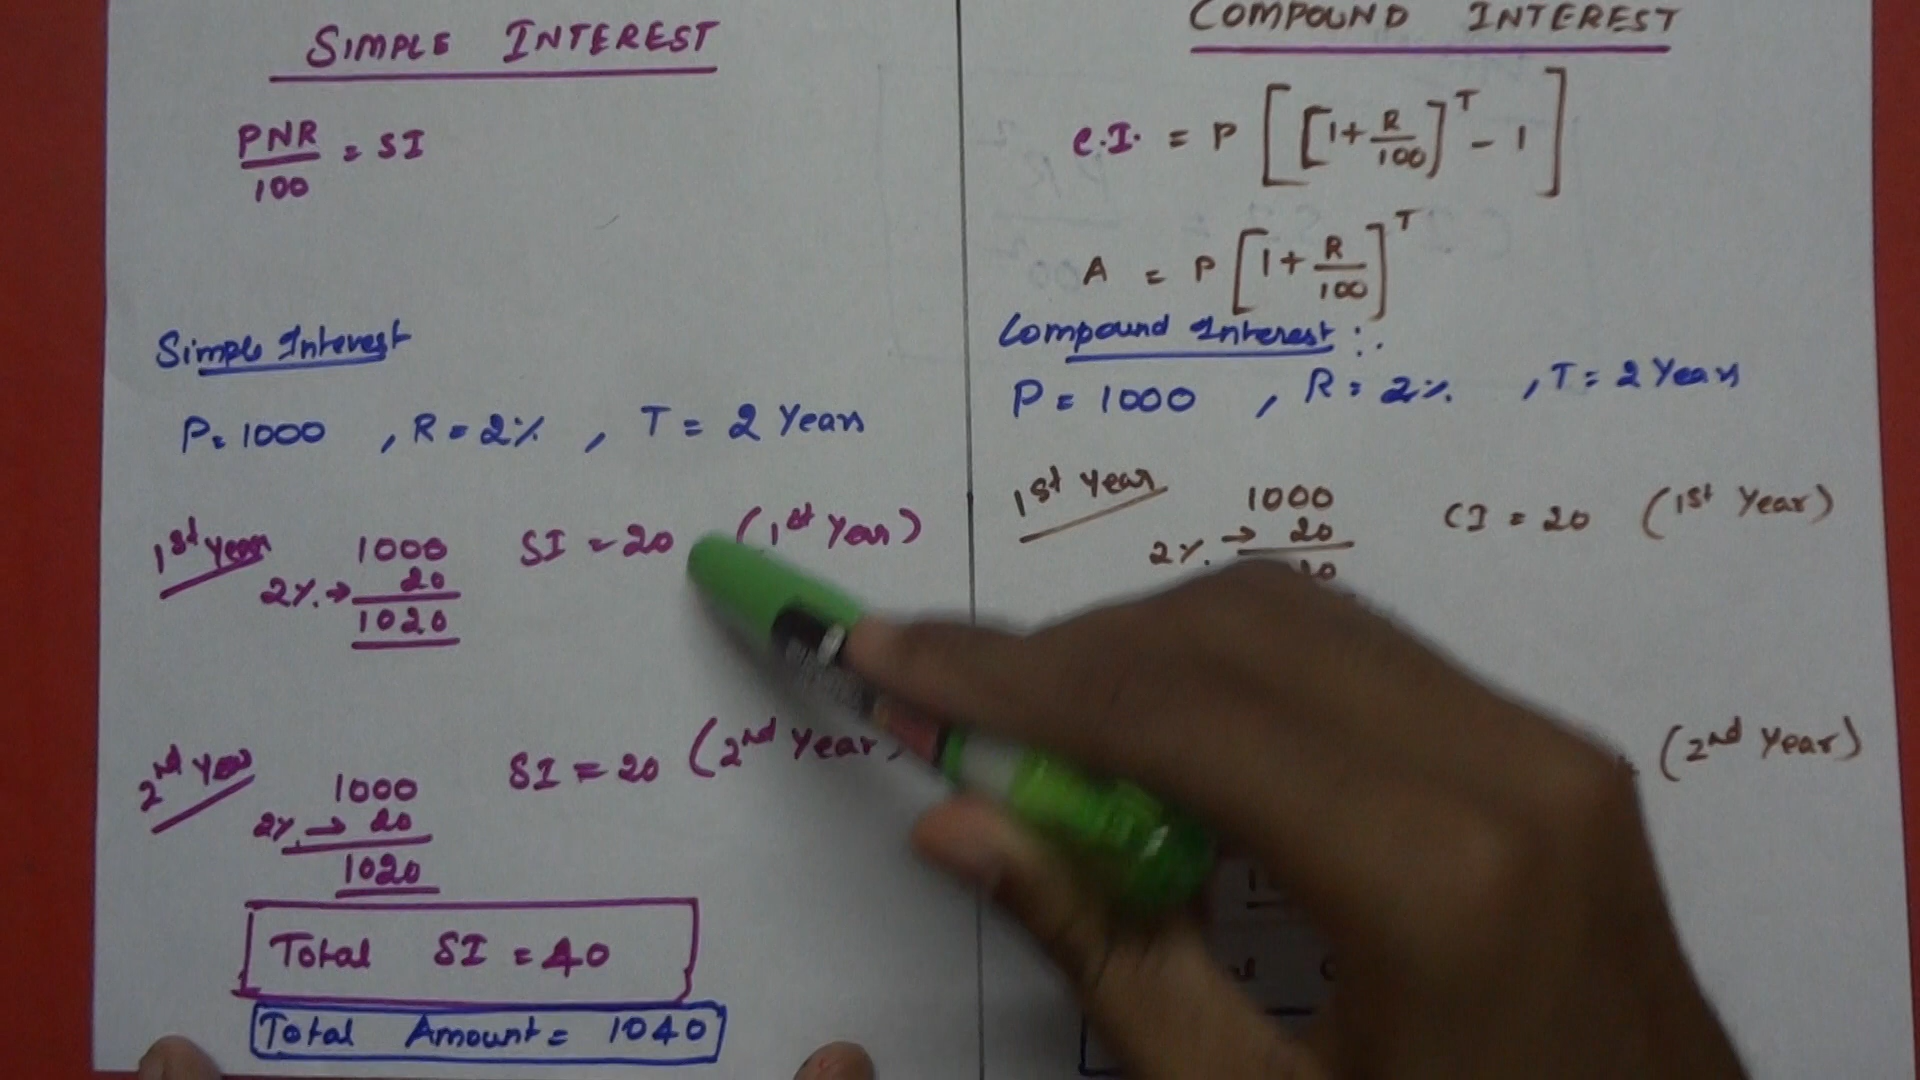 SIMPLE INTEREST
PNR
100
= SI
Simple Interest
P = 1000 , R = 2% , T = 2 Years
1st year
1000
2% → 20
1020
SI = 20 (1st Year)
2nd Year
1000
2% → 20
1020
SI = 20 (2nd Year)
Total SI = 40
Total Amount = 1040
COMPOUND INTEREST
C.I. = P [ [1 + R/100]^T - 1 ]
A = P [1 + R/100]^T
Compound Interest :.
P = 1000 , R = 2% , T = 2 Years
1st Year
1000
2% → 20
CI = 20 (1st Year)
(2nd Year)